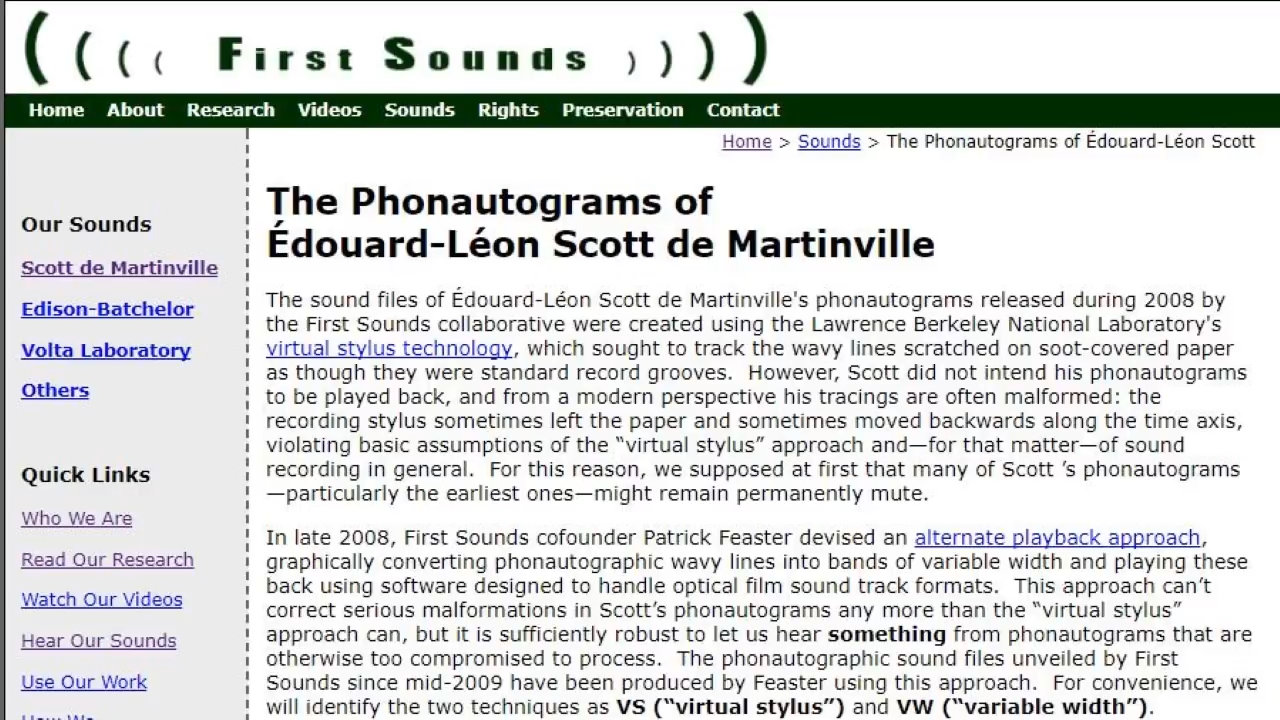 ( ( ( ( First Sounds ) ) ) )
Home About Research Videos Sounds Rights Preservation Contact
Home > Sounds > The Phonautograms of Édouard-Léon Scott
Our Sounds
Scott de Martinville
Edison-Batchelor
Volta Laboratory
Others
Quick Links
Who We Are
Read Our Research
Watch Our Videos
Hear Our Sounds
Use Our Work
How We
The Phonautograms of
Édouard-Léon Scott de Martinville
The sound files of Édouard-Léon Scott de Martinville's phonautograms released during 2008 by
the First Sounds collaborative were created using the Lawrence Berkeley National Laboratory's
virtual stylus technology, which sought to track the wavy lines scratched on soot-covered paper
as though they were standard record grooves.  However, Scott did not intend his phonautograms
to be played back, and from a modern perspective his tracings are often malformed: the
recording stylus sometimes left the paper and sometimes moved backwards along the time axis,
violating basic assumptions of the “virtual stylus” approach and—for that matter—of sound
recording in general.  For this reason, we supposed at first that many of Scott ’s phonautograms
—particularly the earliest ones—might remain permanently mute.
In late 2008, First Sounds cofounder Patrick Feaster devised an alternate playback approach,
graphically converting phonautographic wavy lines into bands of variable width and playing these
back using software designed to handle optical film sound track formats.  This approach can’t
correct serious malformations in Scott’s phonautograms any more than the “virtual stylus”
approach can, but it is sufficiently robust to let us hear something from phonautograms that are
otherwise too compromised to process.  The phonautographic sound files unveiled by First
Sounds since mid-2009 have been produced by Feaster using this approach.  For convenience, we
will identify the two techniques as VS (“virtual stylus”) and VW (“variable width”).